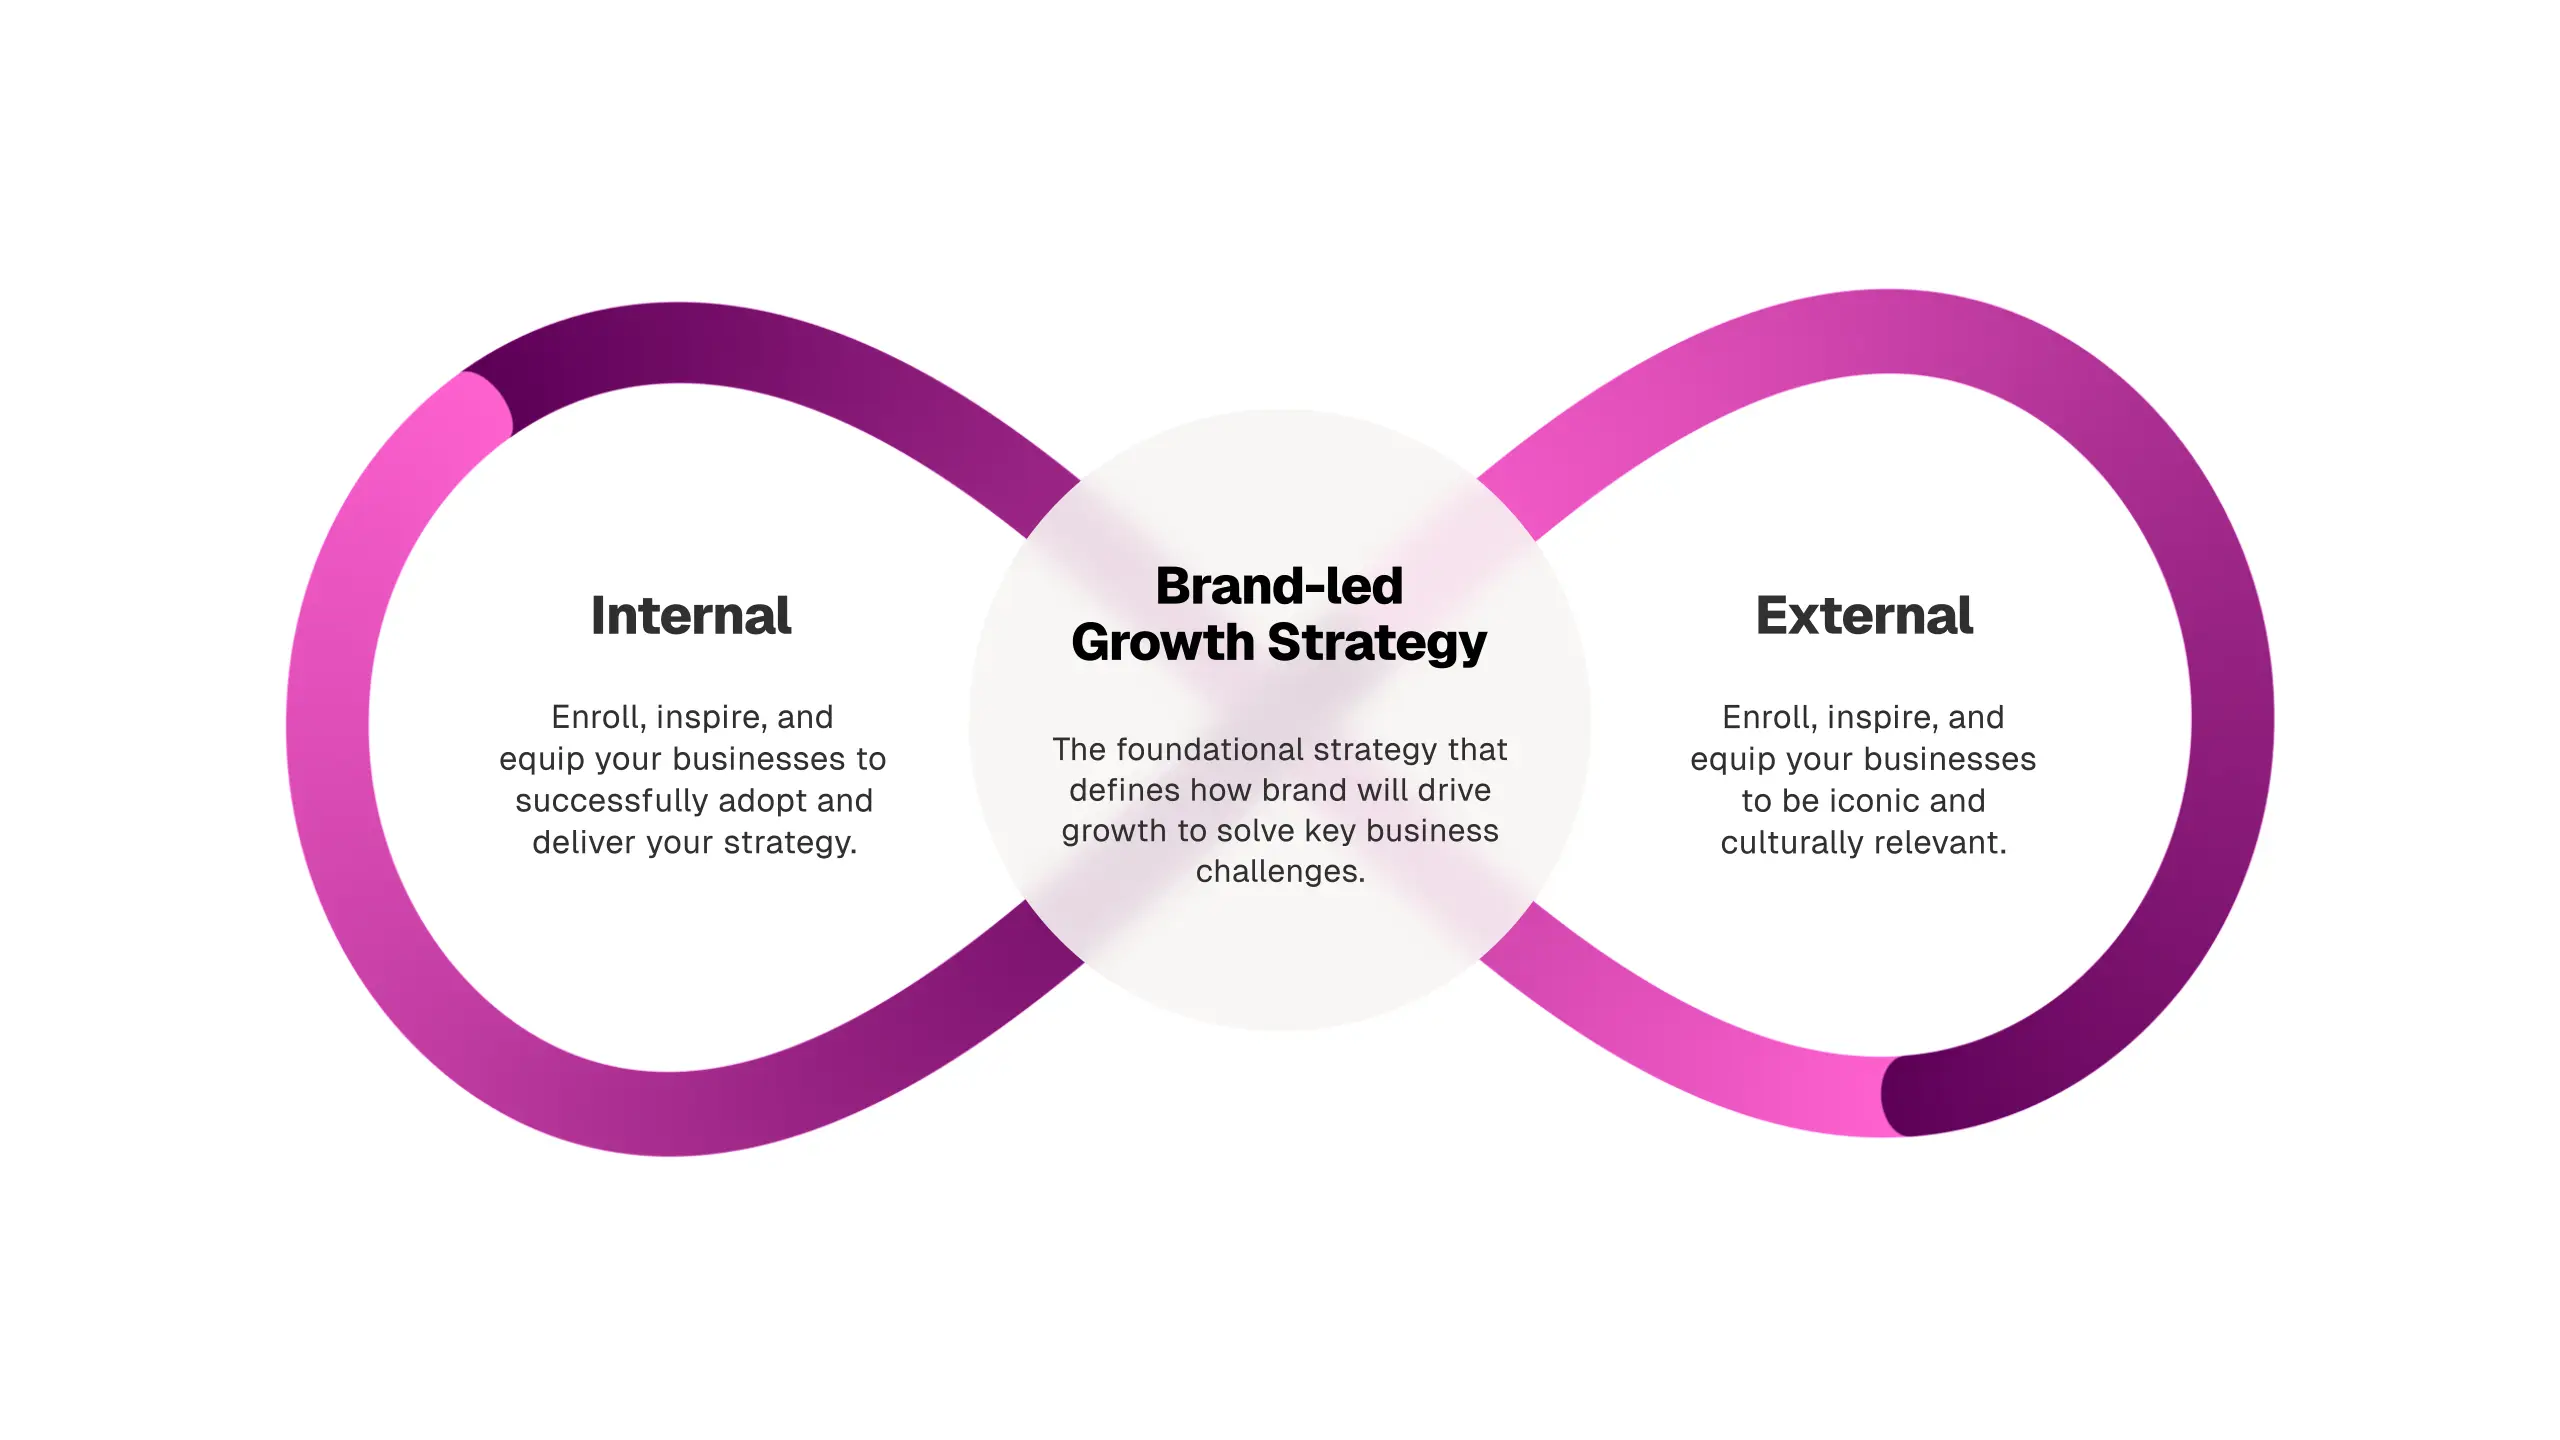 Internal
Enroll, inspire, and
equip your businesses to
successfully adopt and
deliver your strategy.
Brand-led
Growth Strategy
The foundational strategy that
defines how brand will drive
growth to solve key business
challenges.
External
Enroll, inspire, and
equip your businesses
to be iconic and
culturally relevant.